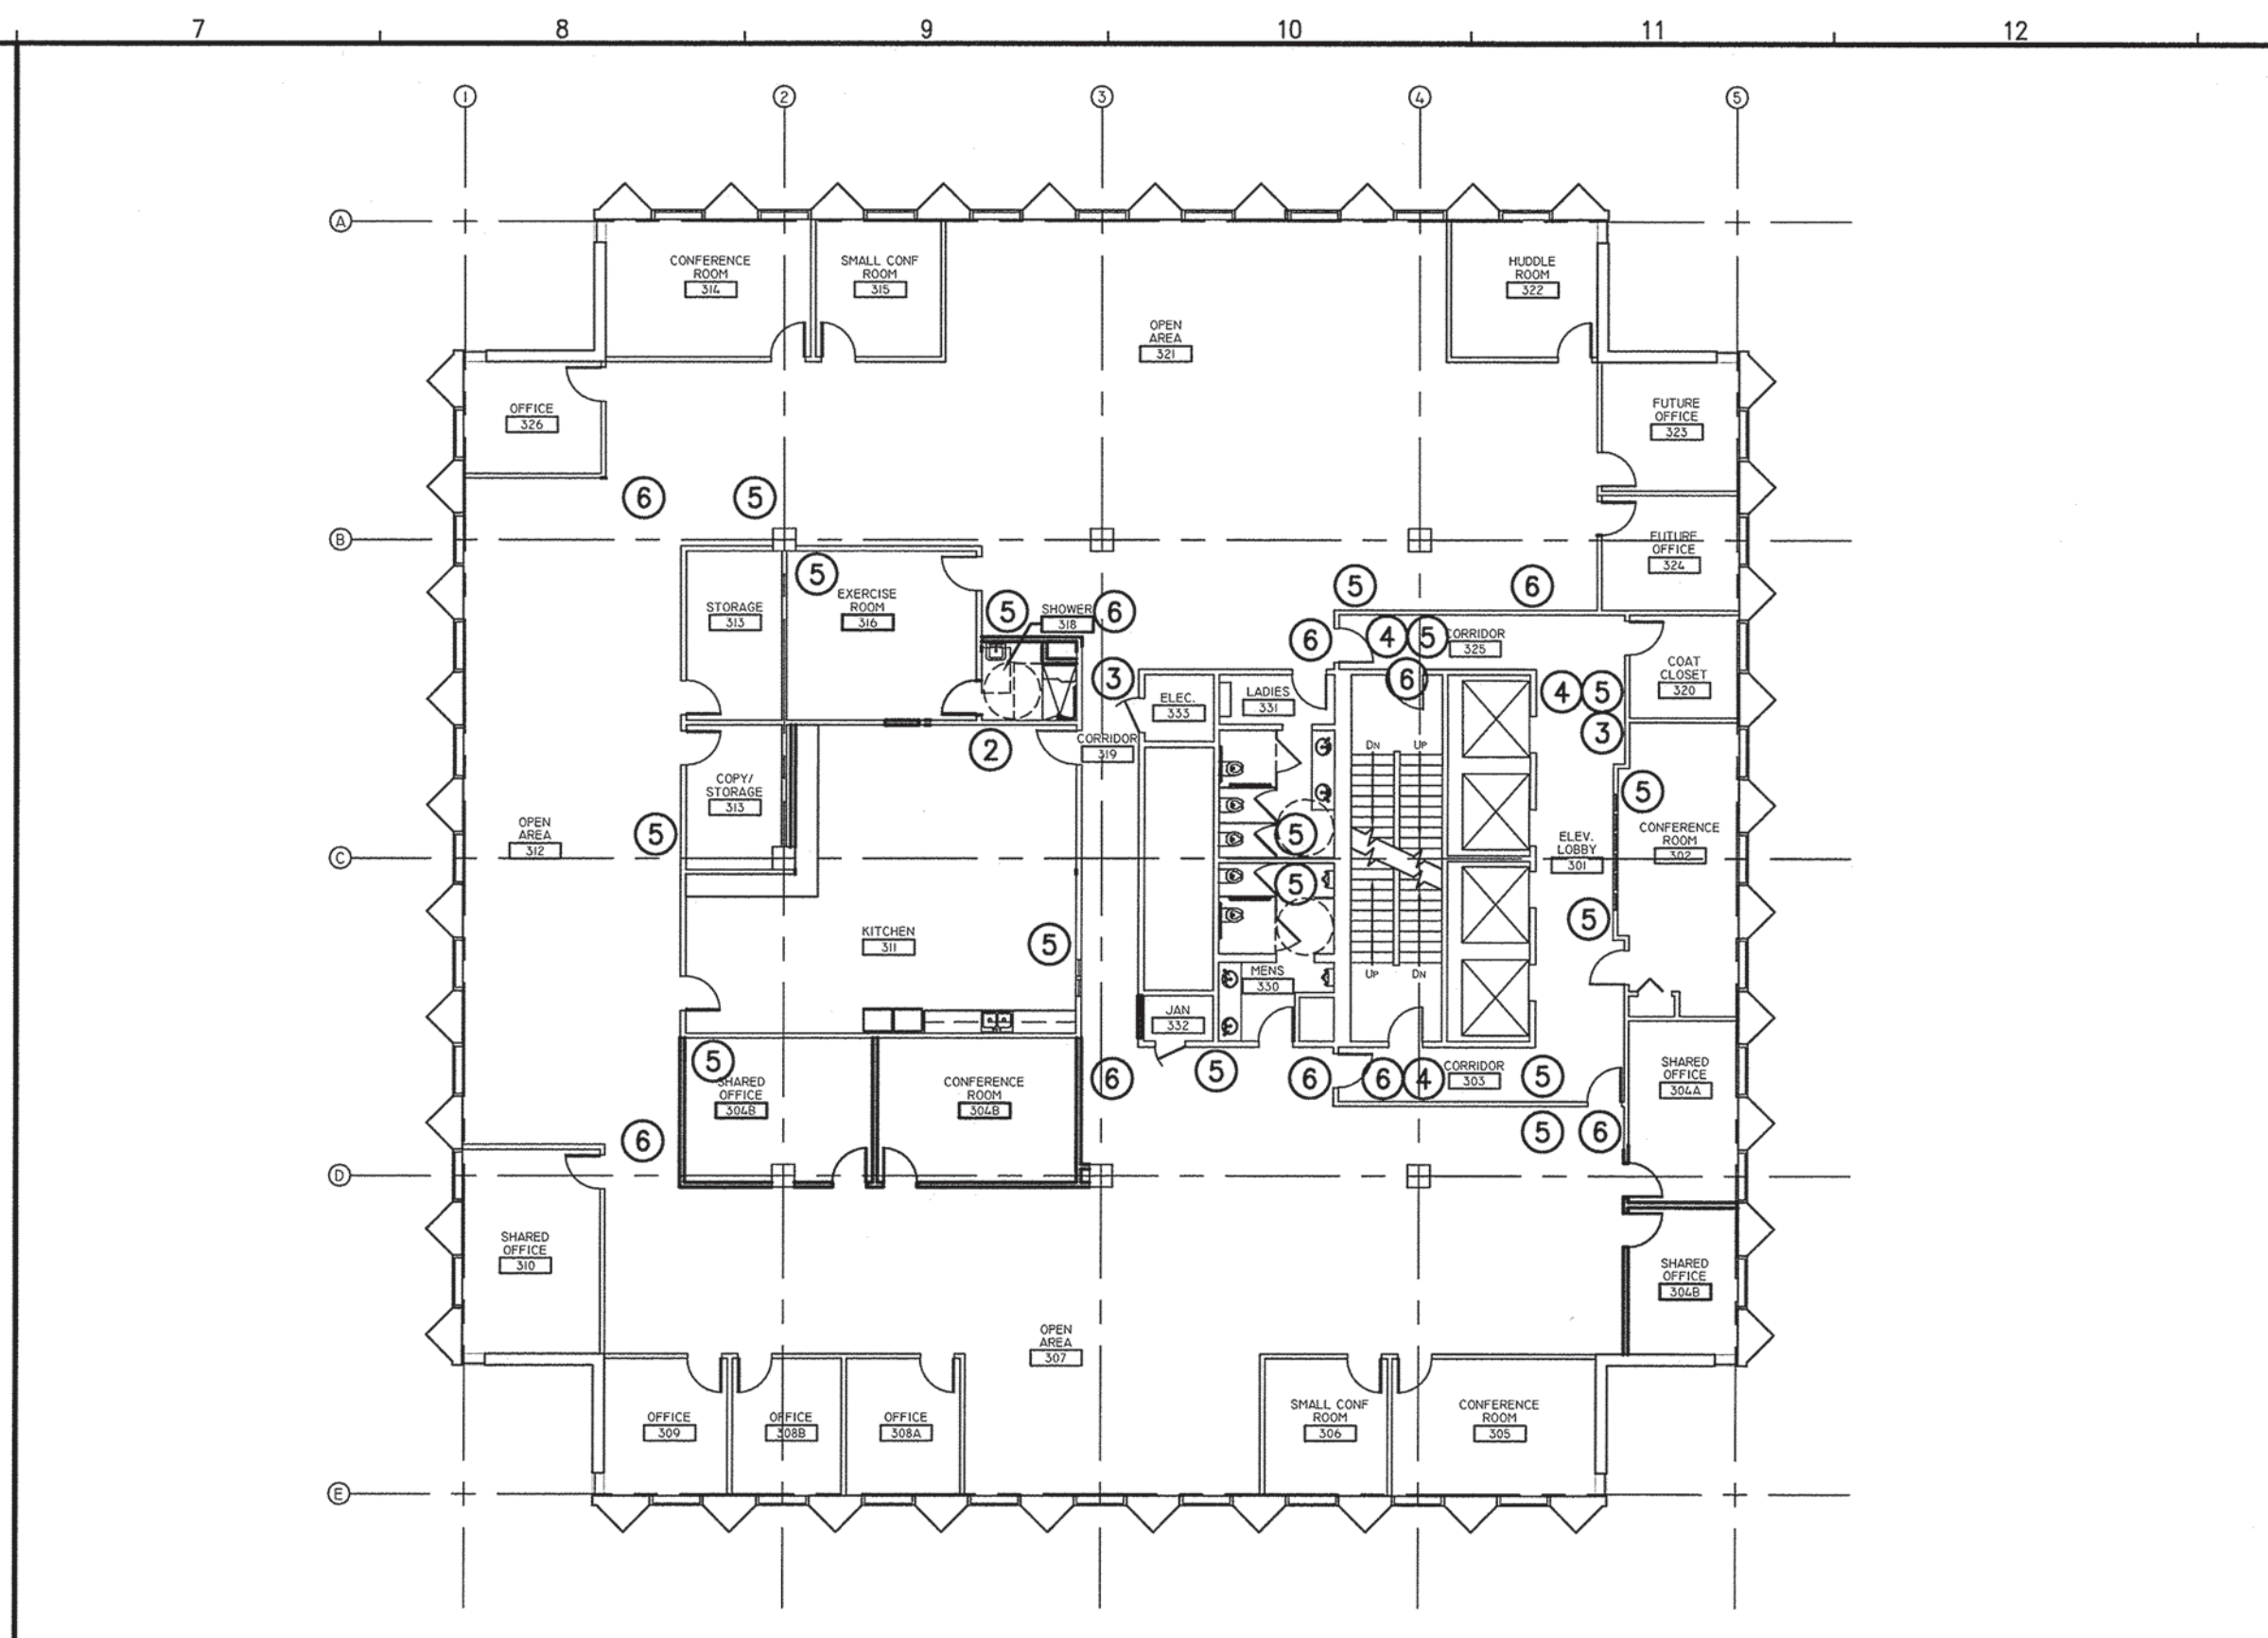 7 8 9 10 11 12
1 2 3 4 5
A
CONFERENCE
ROOM
314
SMALL CONF
ROOM
315
HUDDLE
ROOM
322
OPEN
AREA
321
OFFICE
326
FUTURE
OFFICE
323
6 5
B
FUTURE
OFFICE
324
5
EXERCISE
ROOM
316
STORAGE
313
5 SHOWER 6
318
5 6
6 4 5 CORRIDOR
325
6
3
COAT
CLOSET
320
ELEC.
333
LADIES
331
4 5
3
2
CORRIDOR
319
DN UP
COPY/
STORAGE
313
5
5
OPEN
AREA
312
5
CONFERENCE
ROOM
302
ELEV.
LOBBY
301
C
5
5
KITCHEN
311
5
MENS
330
UP DN
JAN
332
5
SHARED
OFFICE
304B
CONFERENCE
ROOM
304B
6 5 6 6 4 CORRIDOR
303
5
SHARED
OFFICE
304A
6
5 6
D
SHARED
OFFICE
310
SHARED
OFFICE
304B
OPEN
AREA
307
OFFICE
309
OFFICE
308B
OFFICE
308A
SMALL CONF
ROOM
306
CONFERENCE
ROOM
305
E